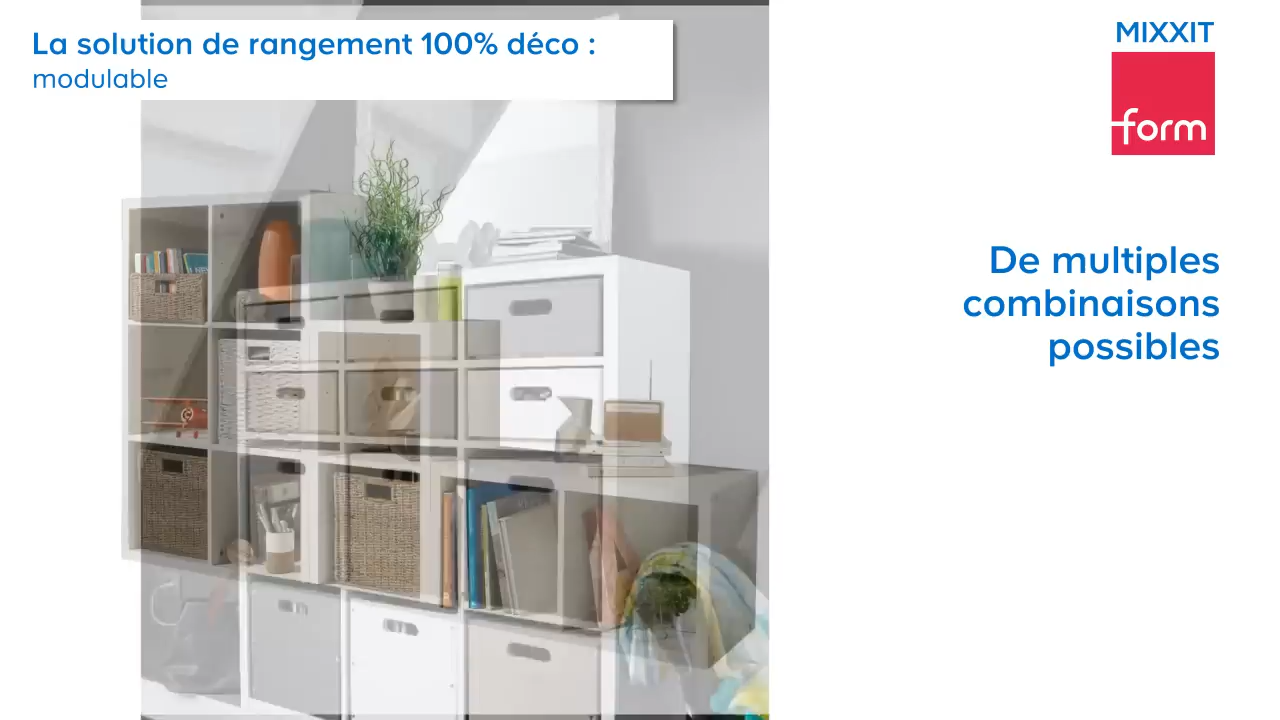 La solution de rangement 100% déco :
modulable
MIXXIT
form
De multiples
combinaisons
possibles